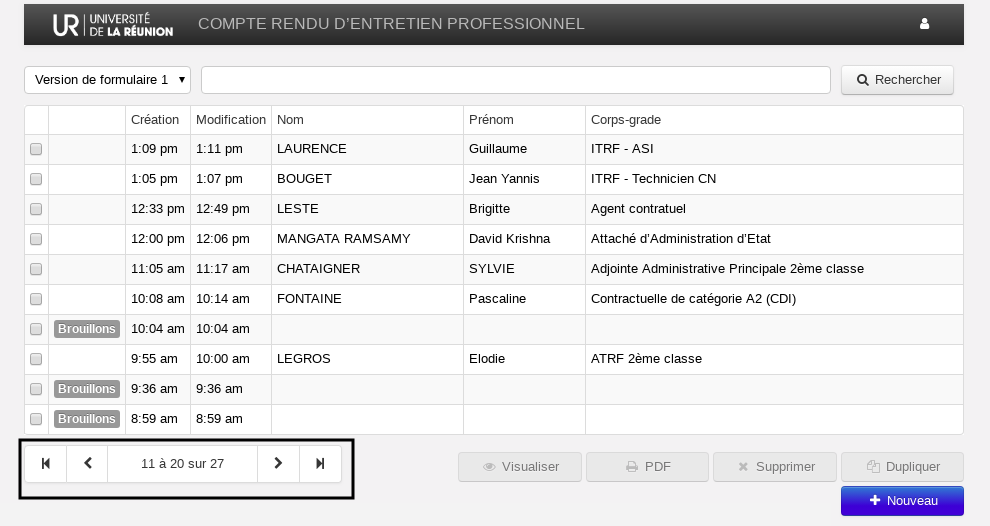 UR UNIVERSITÉ DE LA RÉUNION COMPTE RENDU D'ENTRETIEN PROFESSIONNEL
Version de formulaire 1 Rechercher
Création Modification Nom Prénom Corps-grade
1:09 pm 1:11 pm LAURENCE Guillaume ITRF - ASI
1:05 pm 1:07 pm BOUGET Jean Yannis ITRF - Technicien CN
12:33 pm 12:49 pm LESTE Brigitte Agent contratuel
12:00 pm 12:06 pm MANGATA RAMSAMY David Krishna Attaché d'Administration d'Etat
11:05 am 11:17 am CHATAIGNER SYLVIE Adjointe Administrative Principale 2ème classe
10:08 am 10:14 am FONTAINE Pascaline Contractuelle de catégorie A2 (CDI)
Brouillons 10:04 am 10:04 am
9:55 am 10:00 am LEGROS Elodie ATRF 2ème classe
Brouillons 9:36 am 9:36 am
Brouillons 8:59 am 8:59 am
11 à 20 sur 27 Visualiser PDF Supprimer Dupliquer
Nouveau